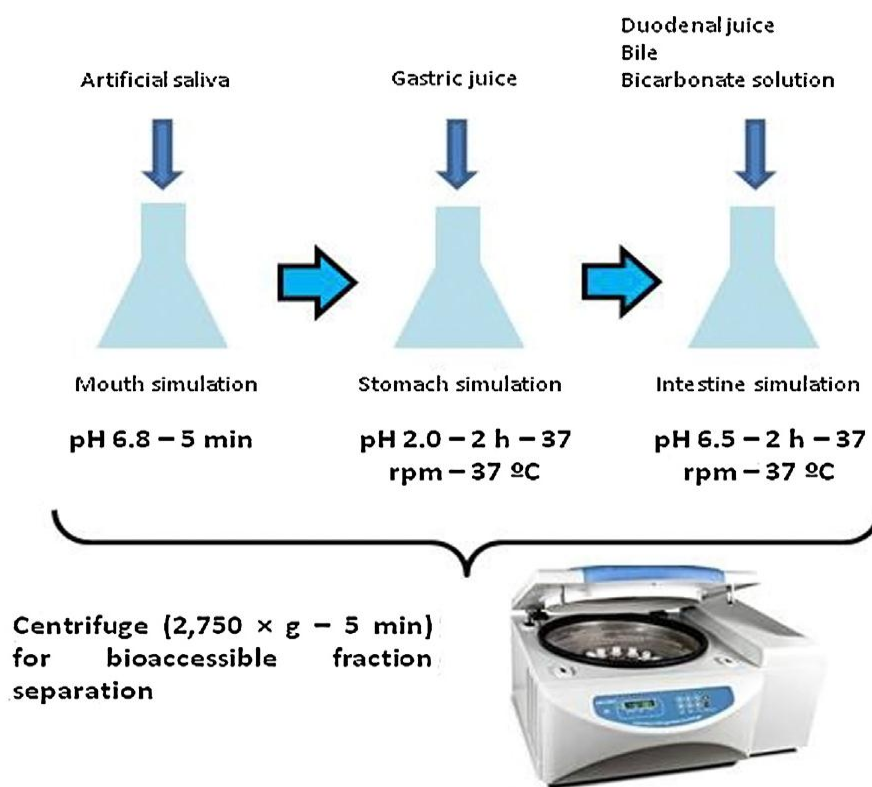 Artificial saliva
Gastric juice
Duodenal juice
Bile
Bicarbonate solution
Mouth simulation
Stomach simulation
Intestine simulation
pH 6.8 – 5 min
pH 2.0 – 2 h – 37
rpm – 37 ºC
pH 6.5 – 2 h – 37
rpm – 37 ºC
Centrifuge (2,750 × g – 5 min)
for bioaccessible fraction
separation